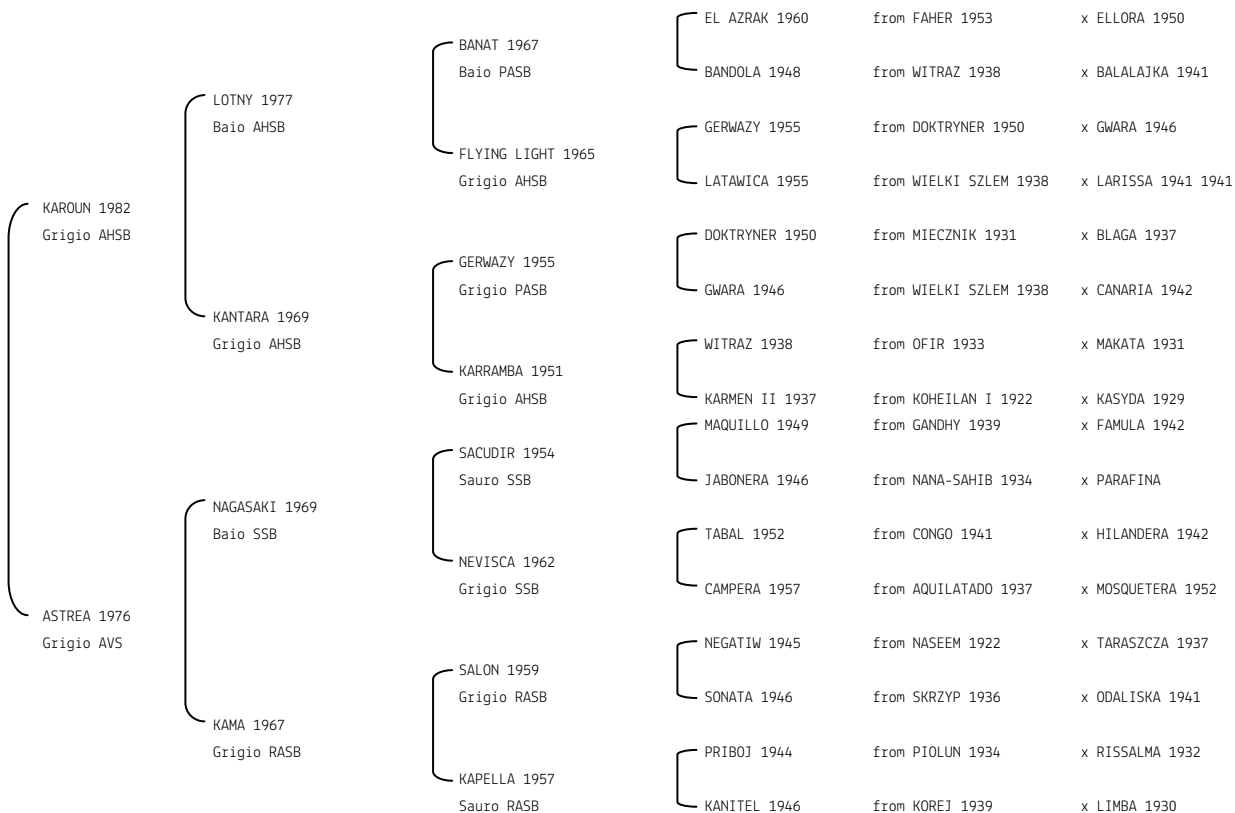 EL AZRAK 1960 from FAHER 1953 x ELLORA 1950
BANAT 1967
Baio PASB
BANDOLA 1948 from WITRAZ 1938 x BALALAJKA 1941
LOTNY 1977
Baio AHSB
GERWAZY 1955 from DOKTRYNER 1950 x GWARA 1946
FLYING LIGHT 1965
Grigio AHSB
LATAWICA 1955 from WIELKI SZLEM 1938 x LARISSA 1941 1941
KAROUN 1982
Grigio AHSB
DOKTRYNER 1950 from MIECZNIK 1931 x BLAGA 1937
GERWAZY 1955
Grigio PASB
GWARA 1946 from WIELKI SZLEM 1938 x CANARIA 1942
KANTARA 1969
Grigio AHSB
WITRAZ 1938 from OFIR 1933 x MAKATA 1931
KARRAMBA 1951
Grigio AHSB
KARMEN II 1937 from KOHEILAN I 1922 x KASYDA 1929
MAQUILLO 1949 from GANDHY 1939 x FAMULA 1942
SACUDIR 1954
Sauro SSB
JABONERA 1946 from NANA-SAHIB 1934 x PARAFINA
NAGASAKI 1969
Baio SSB
TABAL 1952 from CONGO 1941 x HILANDERA 1942
NEVISCA 1962
Grigio SSB
CAMPERA 1957 from AQUILATADO 1937 x MOSQUETERA 1952
ASTREA 1976
Grigio AVS
NEGATIW 1945 from NASEEM 1922 x TARASZCZA 1937
SALON 1959
Grigio RASB
SONATA 1946 from SKRZYP 1936 x ODALISKA 1941
KAMA 1967
Grigio RASB
PRIBOJ 1944 from PIOLUN 1934 x RISSALMA 1932
KAPELLA 1957
Sauro RASB
KANITEL 1946 from KOREJ 1939 x LIMBA 1930